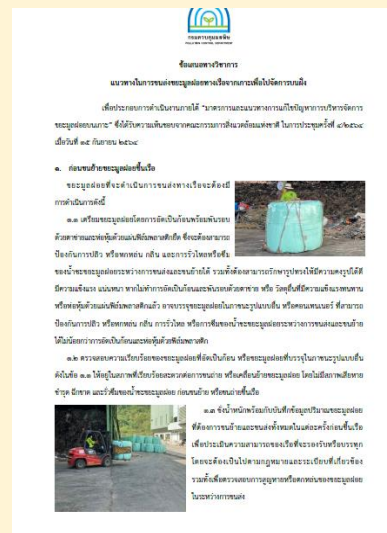 กรมควบคุมมลพิษ
POLLUTION CONTROL DEPARTMENT
ข้อเสนอทางวิชาการ
แนวทางในการขนส่งขยะมูลฝอยทางเรือจากเกาะเพื่อไปจัดการบนฝั่ง
เพื่อประกอบการดำเนินงานภายใต้ "มาตรการและแนวทางการแก้ไขปัญหาการบริหารจัดการ
ขยะมูลฝอยบนเกาะ" ซึ่งได้รับความเห็นชอบจากคณะกรรมการสิ่งแวดล้อมแห่งชาติ ในการประชุมครั้งที่ ๔/๒๕๖๔
เมื่อวันที่ ๑๕ กันยายน ๒๕๖๔
๑. ก่อนขนย้ายขยะมูลฝอยขึ้นเรือ
ขยะมูลฝอยที่จะดำเนินการขนส่งทางเรือจะต้องมี
การดำเนินการดังนี้
๑.๑ เตรียมขยะมูลฝอยโดยการอัดเป็นก้อนพร้อมพันรอบ
ด้วยตาข่ายและห่อหุ้มด้วยแผ่นฟิล์มพลาสติกยืด ซึ่งจะต้องสามารถ
ป้องกันการปลิว หรือตกหล่น กลิ่น การรั่วไหลหรือซึม
ของน้ำชะขยะมูลฝอยระหว่างการขนส่งและขนย้ายได้ รวมทั้งต้องสามารถรักษารูปทรงให้มีความคงรูปได้ดี
มีความแข็งแรง แน่นหนา หากไม่ทำการอัดเป็นก้อนและพันรอบด้วยตาข่าย หรือ วัสดุอื่นที่มีความแข็งแรงทนทาน
หรือห่อหุ้มด้วยแผ่นฟิล์มพลาสติกแล้ว อาจบรรจุขยะมูลฝอยในภาชนะรูปแบบอื่น หรือคอนเทนเนอร์ ที่สามารถ
ป้องกันการปลิว หรือตกหล่น กลิ่น การรั่วไหล หรือการซึมของน้ำชะขยะมูลฝอยระหว่างการขนส่งและขนย้าย
ได้ไม่น้อยกว่าการอัดเป็นก้อนและห่อหุ้มด้วยฟิล์มพลาสติก
๑.๒ ตรวจสอบความเรียบร้อยของขยะมูลฝอยที่อัดเป็นก้อน หรือขยะมูลฝอยที่บรรจุในภาชนะรูปแบบอื่น
ดังในข้อ ๑.๑ ให้อยู่ในสภาพที่เรียบร้อยสะดวกต่อการขนถ่าย หรือเคลื่อนย้ายขยะมูลฝอย โดยไม่มีสภาพเสียหาย
ชำรุด ฉีกขาด และรั่วซึมของน้ำชะขยะมูลฝอย ก่อนขนย้าย หรือขนถ่ายขึ้นเรือ
๑.๓ ชั่งน้ำหนักพร้อมกับบันทึกข้อมูลปริมาณขยะมูลฝอย
ที่ต้องการขนย้ายและขนส่งทั้งหมดในแต่ละครั้งก่อนขึ้นเรือ
เพื่อประเมินความสามารถของเรือที่จะรองรับหรือบรรทุก
โดยจะต้องเป็นไปตามกฎหมายและระเบียบที่เกี่ยวข้อง
รวมทั้งเพื่อตรวจสอบการสูญหายหรือตกหล่นของขยะมูลฝอย
ในระหว่างการขนส่ง